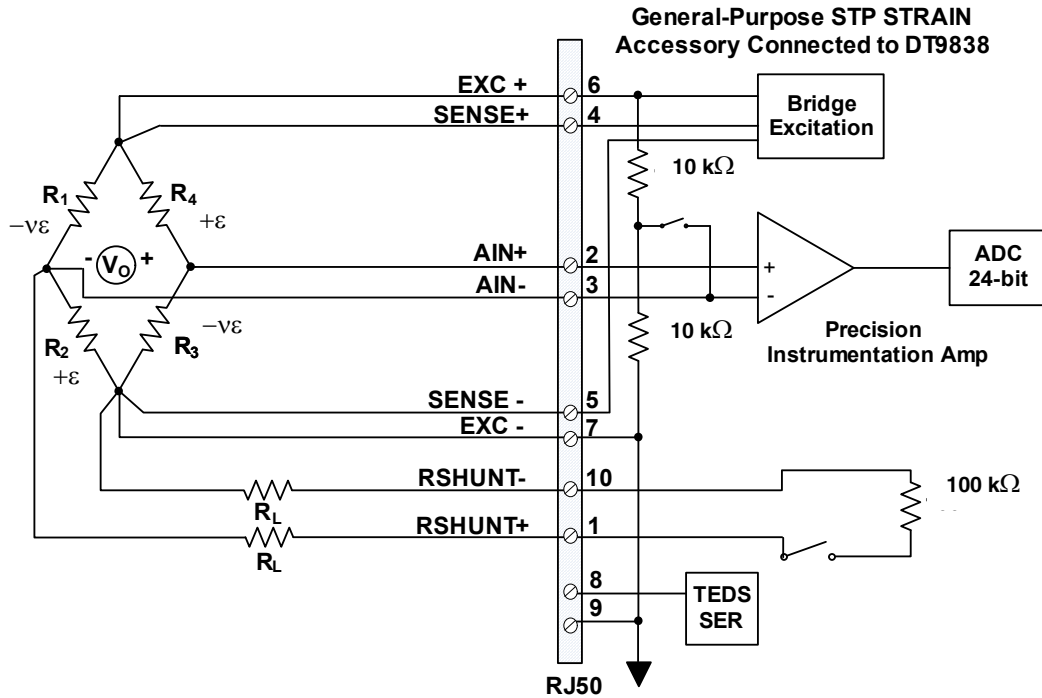 General-Purpose STP STRAIN
Accessory Connected to DT9838
EXC + 6
SENSE+ 4
Bridge
Excitation
10 kΩ
R1
R4
−νε
+ε
- VO +
AIN+ 2
AIN- 3
+
-
ADC
24-bit
−νε
R2
R3
+ε
10 kΩ
Precision
Instrumentation Amp
SENSE - 5
EXC - 7
RSHUNT- 10
100 kΩ
RL
RSHUNT+ 1
RL
8
TEDS
SER
9
RJ50